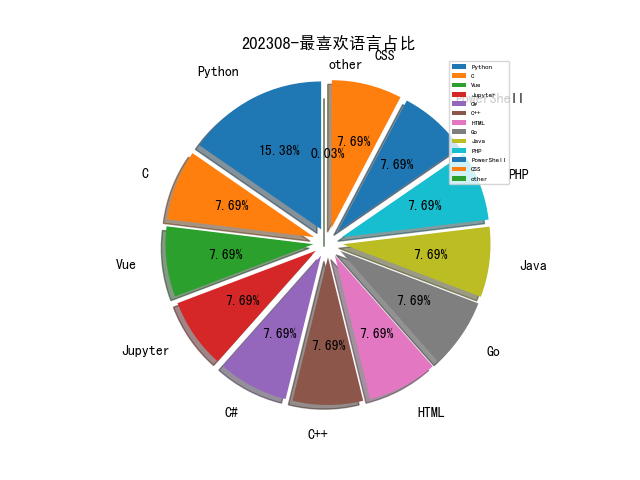 202308-最喜欢语言占比
other
CSS
Python
PowerShell
C
PHP
Vue
Java
Jupyter
Go
C#
HTML
C++
15.38%
0.03%
7.69%
7.69%
7.69%
7.69%
7.69%
7.69%
7.69%
7.69%
7.69%
7.69%
7.69%
Python
C
Vue
Jupyter
C#
C++
HTML
Go
Java
PHP
PowerShell
CSS
other